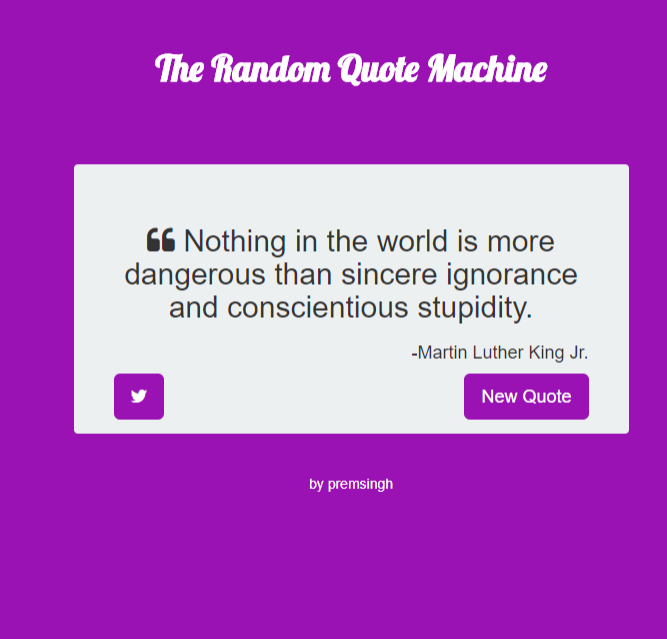 The Random Quote Machine
“ Nothing in the world is more
dangerous than sincere ignorance
and conscientious stupidity.
-Martin Luther King Jr.
New Quote
by premsingh